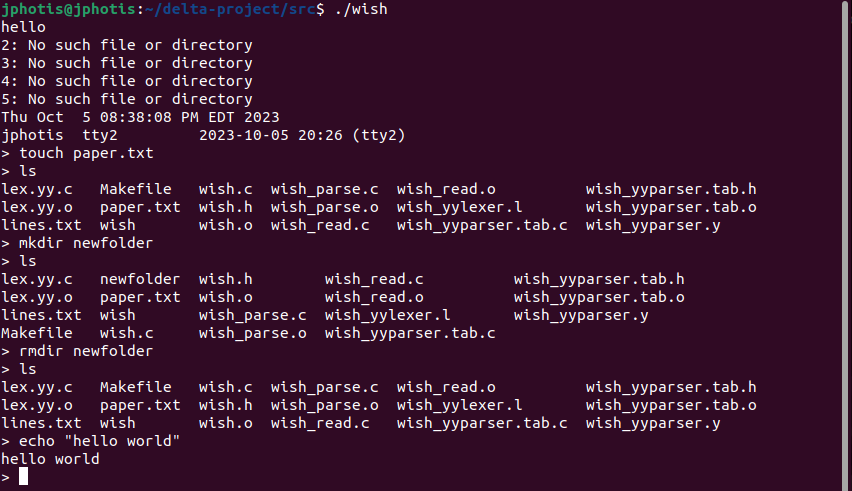 jphotis@jphotis:~/delta-project/src$ ./wish
hello
2: No such file or directory
3: No such file or directory
4: No such file or directory
5: No such file or directory
Thu Oct  5 08:38:08 PM EDT 2023
jphotis  tty2         2023-10-05 20:26 (tty2)
> touch paper.txt
> ls
lex.yy.c  Makefile   wish.c  wish_parse.c  wish_read.o          wish_yyparser.tab.h
lex.yy.o  paper.txt  wish.h  wish_parse.o  wish_yylexer.l       wish_yyparser.tab.o
lines.txt  wish       wish.o  wish_read.c   wish_yyparser.tab.c  wish_yyparser.y
> mkdir newfolder
> ls
lex.yy.c   newfolder  wish.h        wish_read.c          wish_yyparser.tab.h
lex.yy.o   paper.txt  wish.o        wish_read.o          wish_yyparser.tab.o
lines.txt  wish       wish_parse.c  wish_yylexer.l       wish_yyparser.y
Makefile   wish.c     wish_parse.o  wish_yyparser.tab.c
> rmdir newfolder
> ls
lex.yy.c   Makefile   wish.c  wish_parse.c  wish_read.o          wish_yyparser.tab.h
lex.yy.o   paper.txt  wish.h  wish_parse.o  wish_yylexer.l       wish_yyparser.tab.o
lines.txt  wish       wish.o  wish_read.c   wish_yyparser.tab.c  wish_yyparser.y
> echo "hello world"
hello world
>